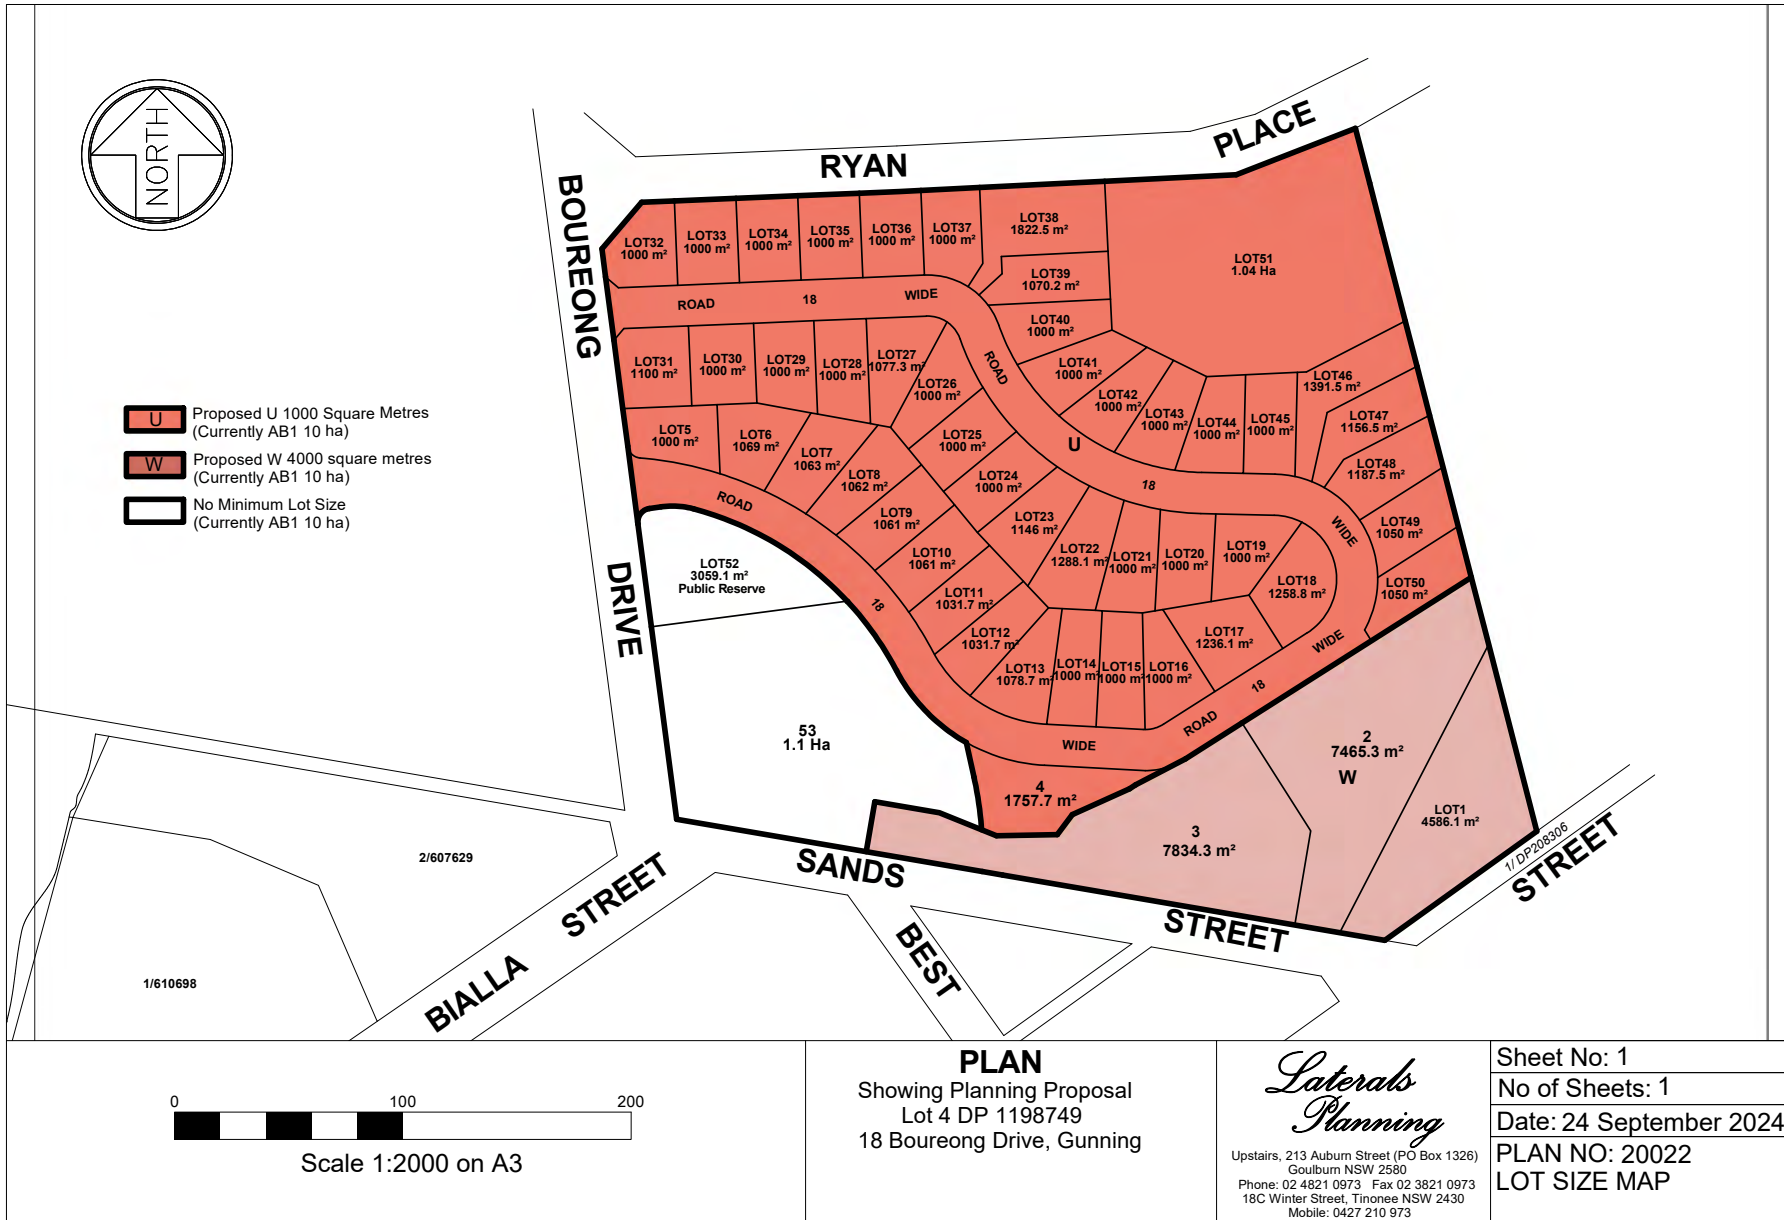 NORTH
RYAN
PLACE
BOUREONG
DRIVE
U
Proposed U 1000 Square Metres
(Currently AB1 10 ha)
W
Proposed W 4000 square metres
(Currently AB1 10 ha)
No Minimum Lot Size
(Currently AB1 10 ha)
LOT32
1000 m²
LOT33
1000 m²
LOT34
1000 m²
LOT35
1000 m²
LOT36
1000 m²
LOT37
1000 m²
LOT38
1822.5 m²
LOT39
1070.2 m²
LOT40
1000 m²
LOT51
1.04 Ha
ROAD
18
WIDE
ROAD
LOT31
1100 m²
LOT30
1000 m²
LOT29
1000 m²
LOT28
1000 m²
LOT27
1077.3 m²
LOT26
1000 m²
LOT41
1000 m²
LOT42
1000 m²
LOT43
1000 m²
LOT44
1000 m²
LOT45
1000 m²
LOT46
1391.5 m²
LOT47
1156.5 m²
LOT48
1187.5 m²
LOT49
1050 m²
LOT50
1050 m²
U
18
WIDE
LOT5
1000 m²
LOT6
1069 m²
LOT7
1063 m²
LOT8
1062 m²
LOT9
1061 m²
LOT10
1061 m²
LOT11
1031.7 m²
LOT12
1031.7 m²
LOT13
1078.7 m²
LOT14
1000 m²
LOT15
1000 m²
LOT16
1000 m²
LOT17
1236.1 m²
LOT18
1258.8 m²
LOT19
1000 m²
LOT20
1000 m²
LOT21
1000 m²
LOT22
1288.1 m²
LOT23
1146 m²
LOT24
1000 m²
LOT25
1000 m²
ROAD
18
WIDE
ROAD
18
WIDE
LOT52
3059.1 m²
Public Reserve
53
1.1 Ha
4
1757.7 m²
3
7834.3 m²
2
7465.3 m²
W
LOT1
4586.1 m²
1/ DP208306
STREET
SANDS
STREET
BEST
BIALLA
STREET
2/607629
1/610698
0
100
200
Scale 1:2000 on A3
PLAN
Showing Planning Proposal
Lot 4 DP 1198749
18 Boureong Drive, Gunning
Laterals
Planning
Upstairs, 213 Auburn Street (PO Box 1326)
Goulburn NSW 2580
Phone: 02 4821 0973 Fax 02 3821 0973
18C Winter Street, Tinonee NSW 2430
Mobile: 0427 210 973
Sheet No: 1
No of Sheets: 1
Date: 24 September 2024
PLAN NO: 20022
LOT SIZE MAP